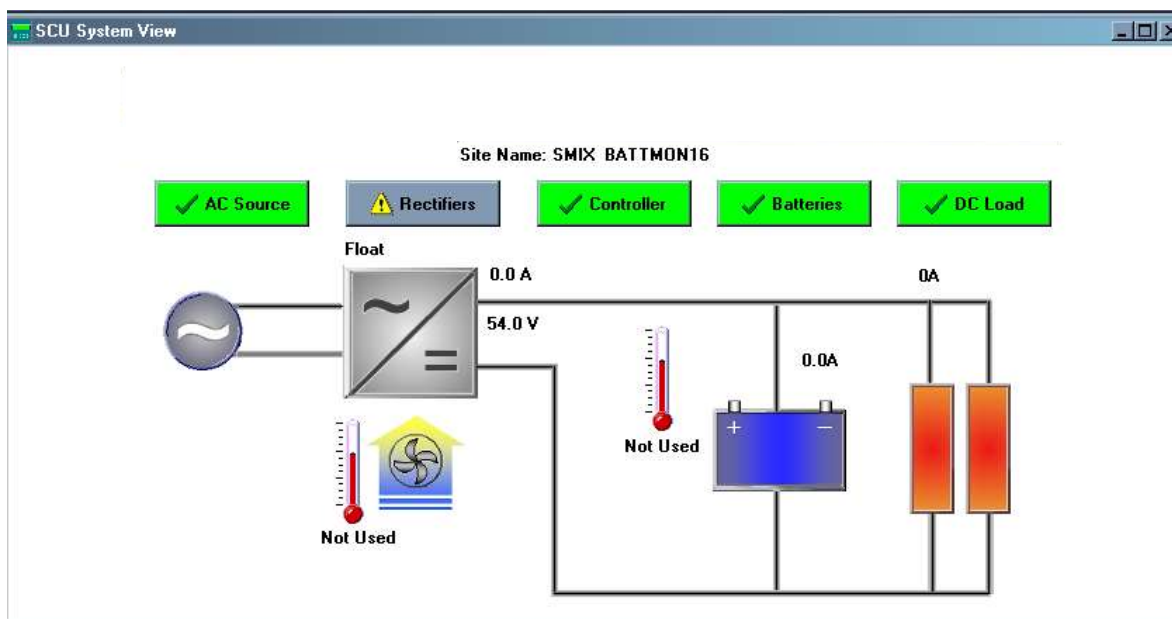 SCU System View
Site Name: SMIX BATTMON16
AC Source
Rectifiers
Controller
Batteries
DC Load
Float
0.0 A
0A
54.0 V
0.0A
+ −
Not Used
Not Used